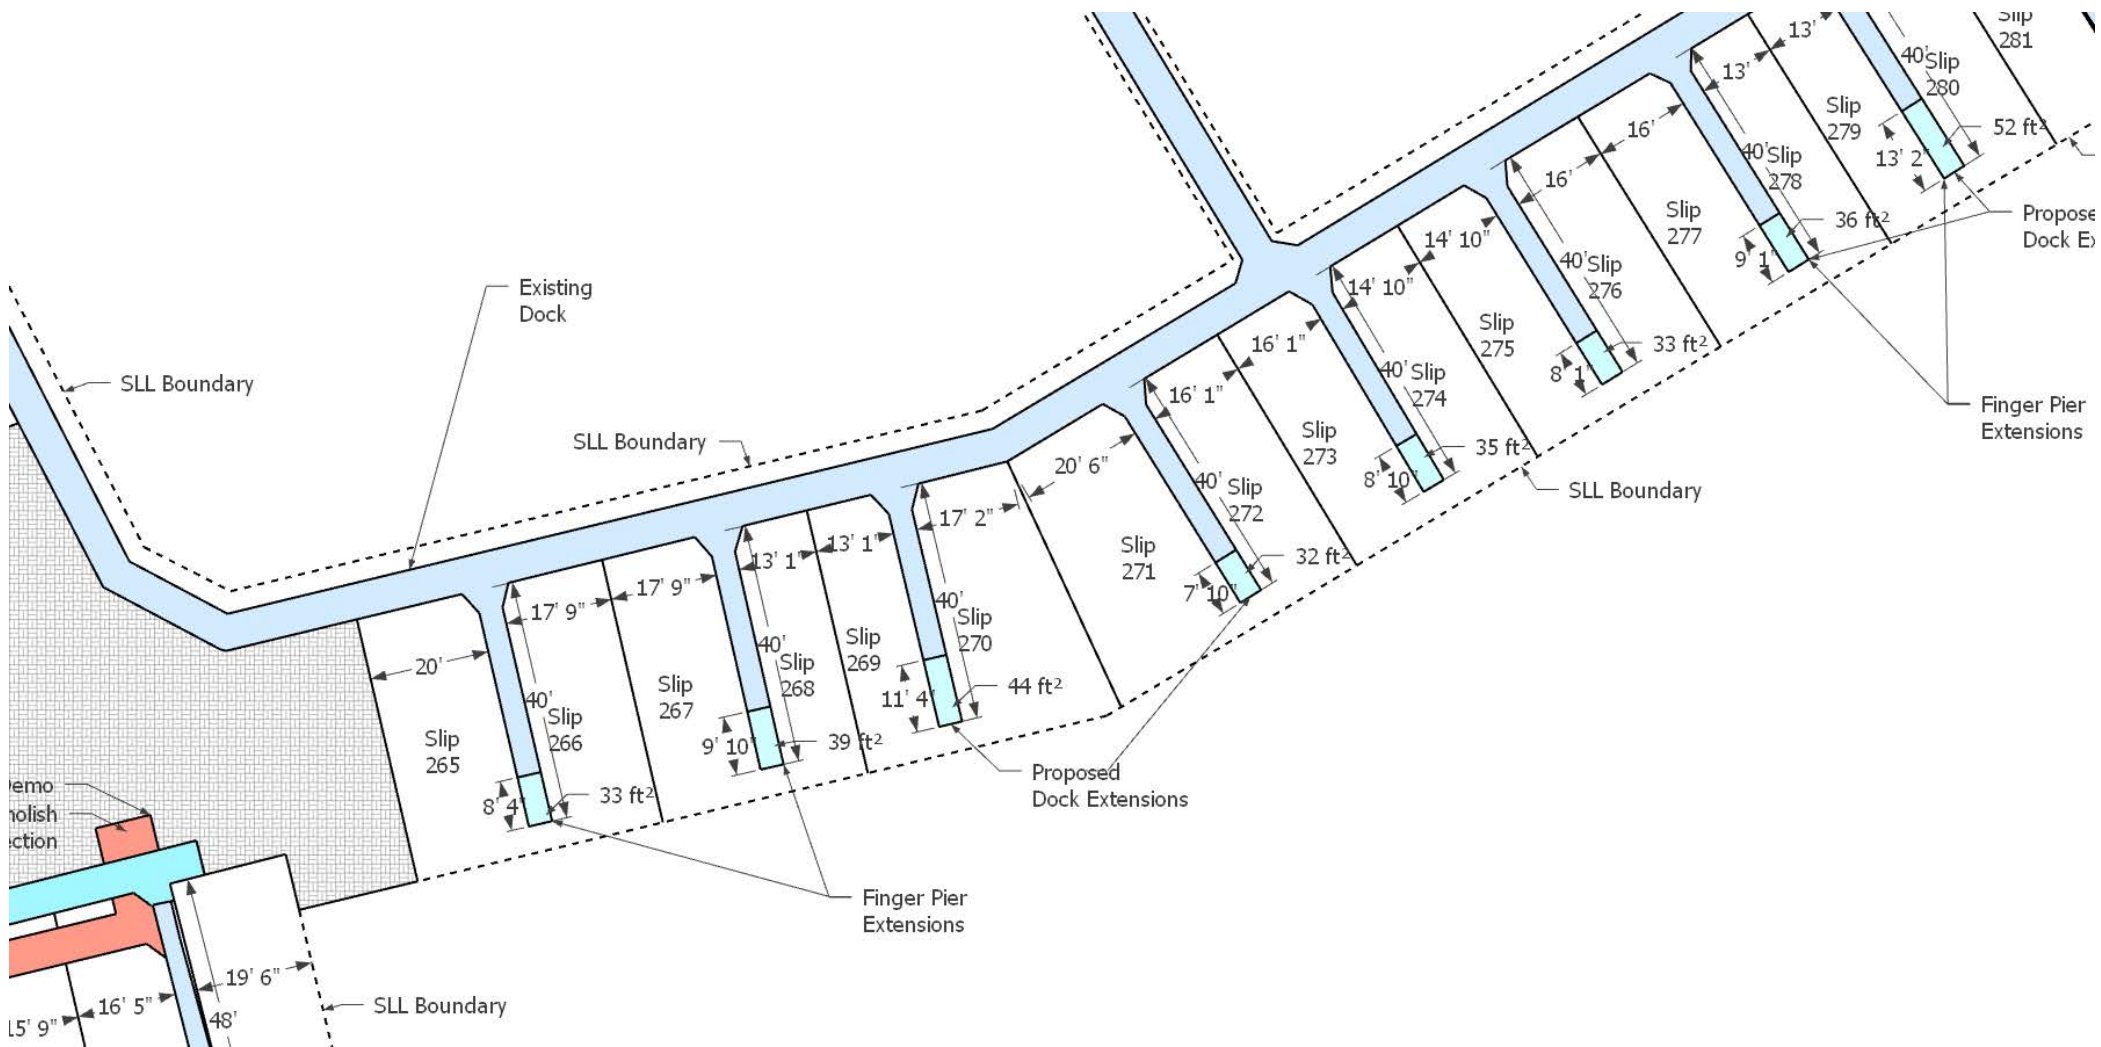 Slip
281
13'
40'
Slip
280
13'
Slip
279
52 ft²
13' 2"
16'
40'
Slip
278
16'
Slip
277
36 ft²
9' 1"
Propose
Dock Ex
14' 10"
40'
Slip
276
14' 10"
Slip
275
33 ft²
8' 1"
Existing
Dock
16' 1"
40'
Slip
274
16' 1"
Slip
273
35 ft²
8' 10"
Finger Pier
Extensions
SLL Boundary
SLL Boundary
20' 6"
40'
Slip
272
SLL Boundary
17' 2"
Slip
271
32 ft²
7' 10"
13' 1"
13' 1"
17' 9"
17' 9"
40'
Slip
270
Slip
269
40'
Slip
268
20'
Slip
267
44 ft²
11' 4"
40'
Slip
266
Slip
265
39 ft²
9' 10"
Proposed
Dock Extensions
33 ft²
8' 4"
Demo
molish
ection
Finger Pier
Extensions
19' 6"
16' 5"
SLL Boundary
48'
15' 9"